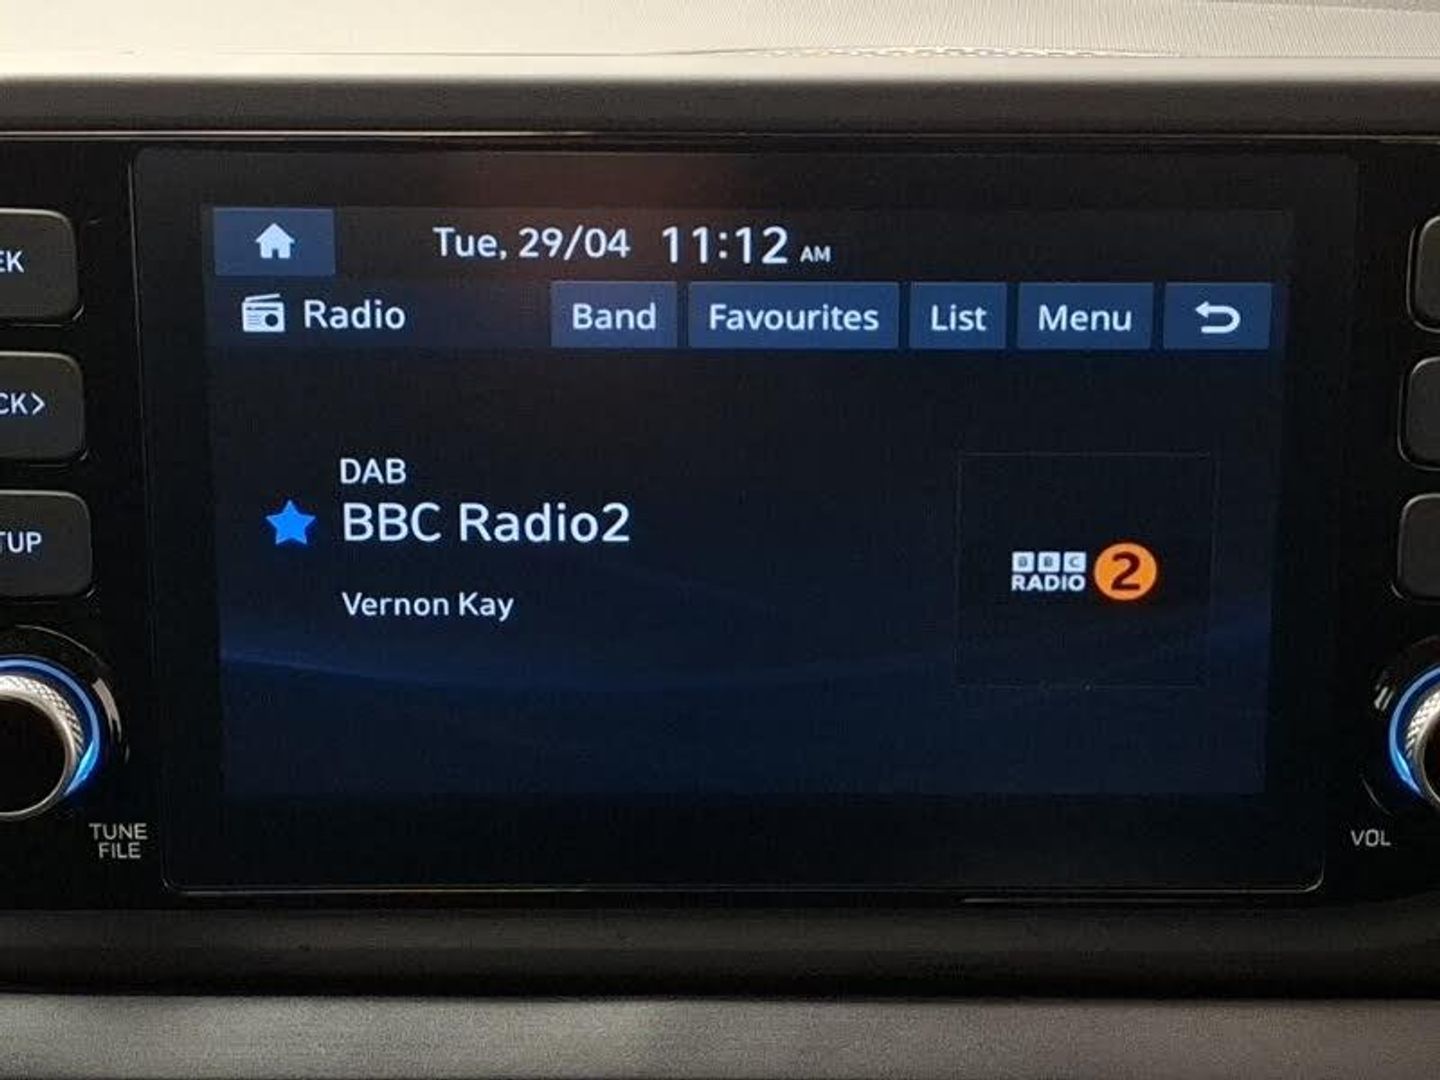 Tue, 29/04 11:12 AM
Radio Band Favourites List Menu
DAB
BBC Radio2
Vernon Kay
BBC
RADIO 2
EK
CK>
TUP
TUNE
FILE
VOL